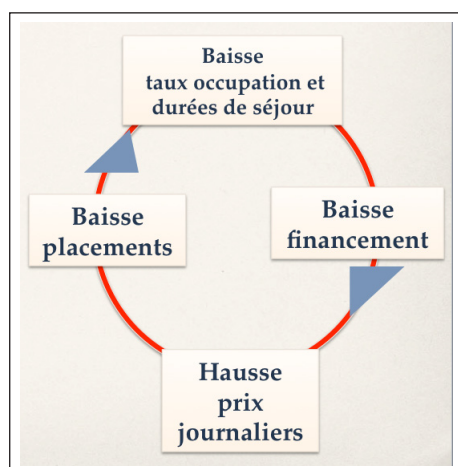 Baisse
taux occupation et
durées de séjour
Baisse
financement
Hausse
prix
journaliers
Baisse
placements